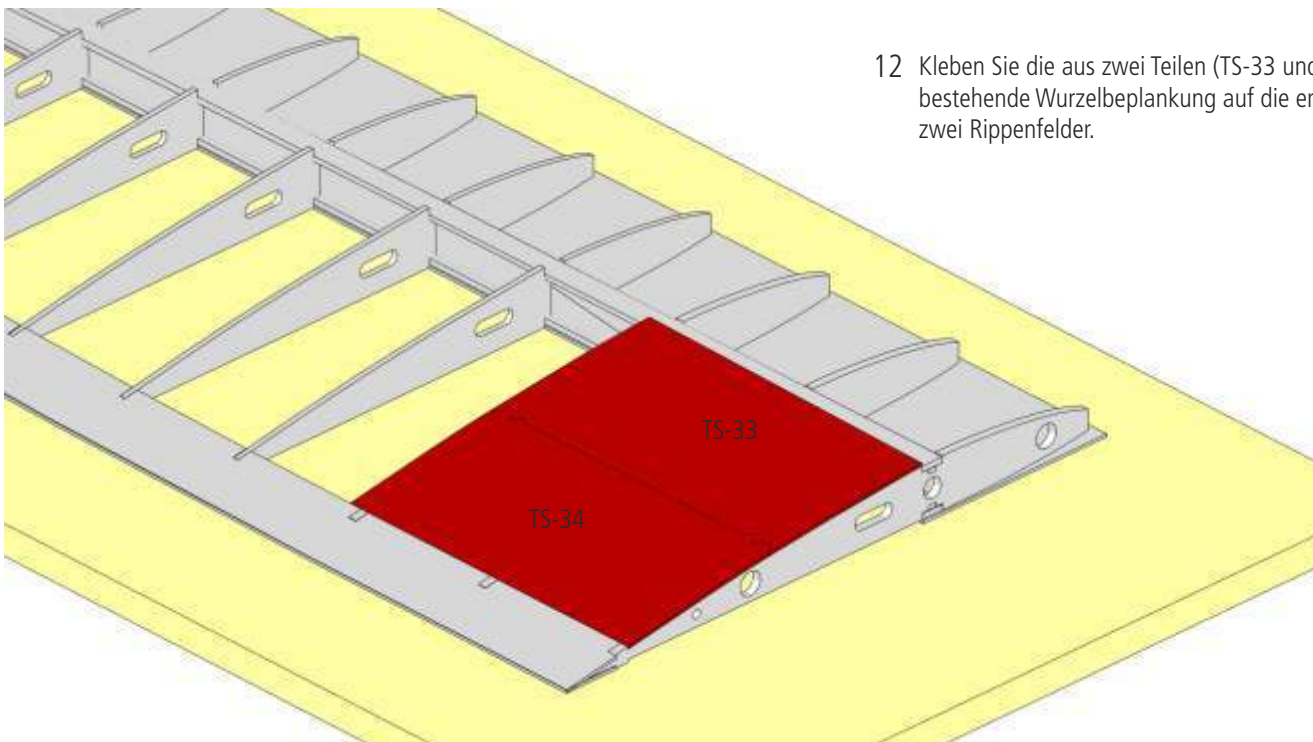 12 Kleben Sie die aus zwei Teilen (TS-33 und
bestehende Wurzelbeplankung auf die
zwei Rippenfelder.
TS-33
TS-34